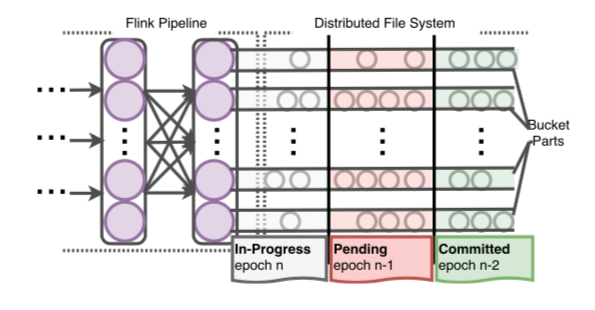 Flink Pipeline
Distributed File System
Bucket
Parts
In-Progress
epoch n
Pending
epoch n-1
Committed
epoch n-2